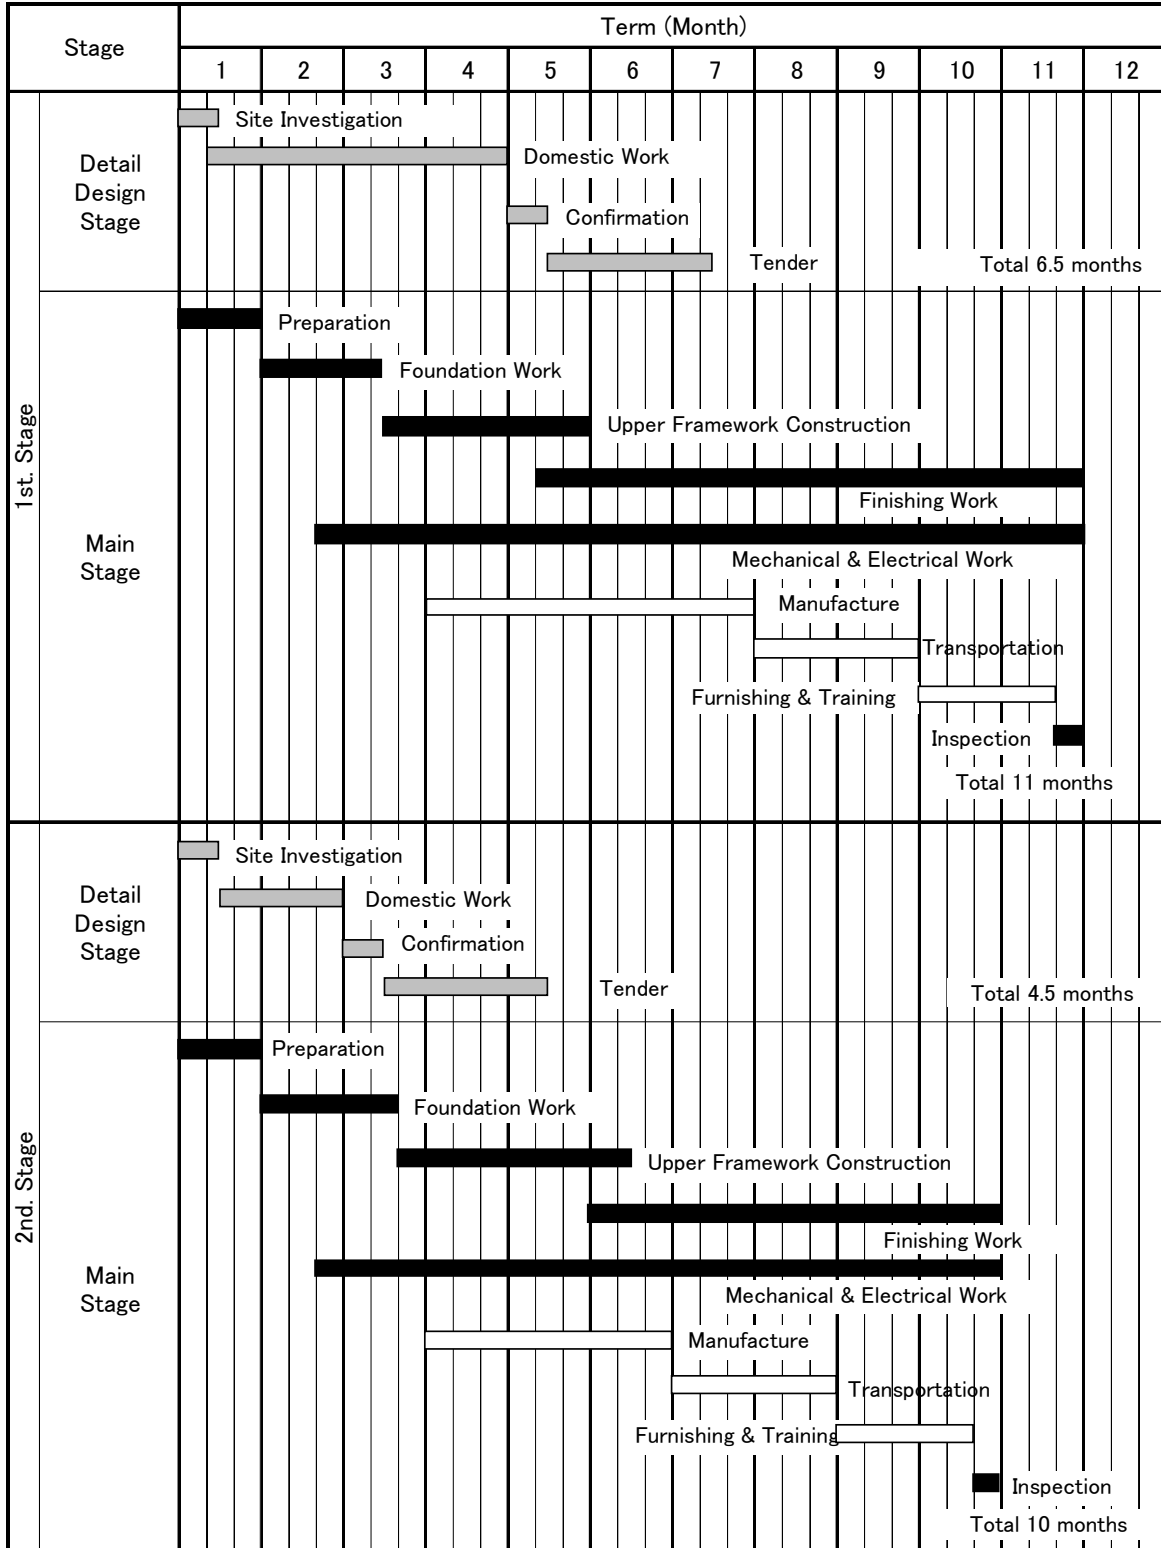 Stage
Term (Month)
1 2 3 4 5 6 7 8 9 10 11 12
1st. Stage
Detail
Design
Stage
Site Investigation
Domestic Work
Confirmation
Tender
Total 6.5 months
Main
Stage
Preparation
Foundation Work
Upper Framework Construction
Finishing Work
Mechanical & Electrical Work
Manufacture
Transportation
Furnishing & Training
Inspection
Total 11 months
2nd. Stage
Detail
Design
Stage
Site Investigation
Domestic Work
Confirmation
Tender
Total 4.5 months
Main
Stage
Preparation
Foundation Work
Upper Framework Construction
Finishing Work
Mechanical & Electrical Work
Manufacture
Transportation
Furnishing & Training
Inspection
Total 10 months